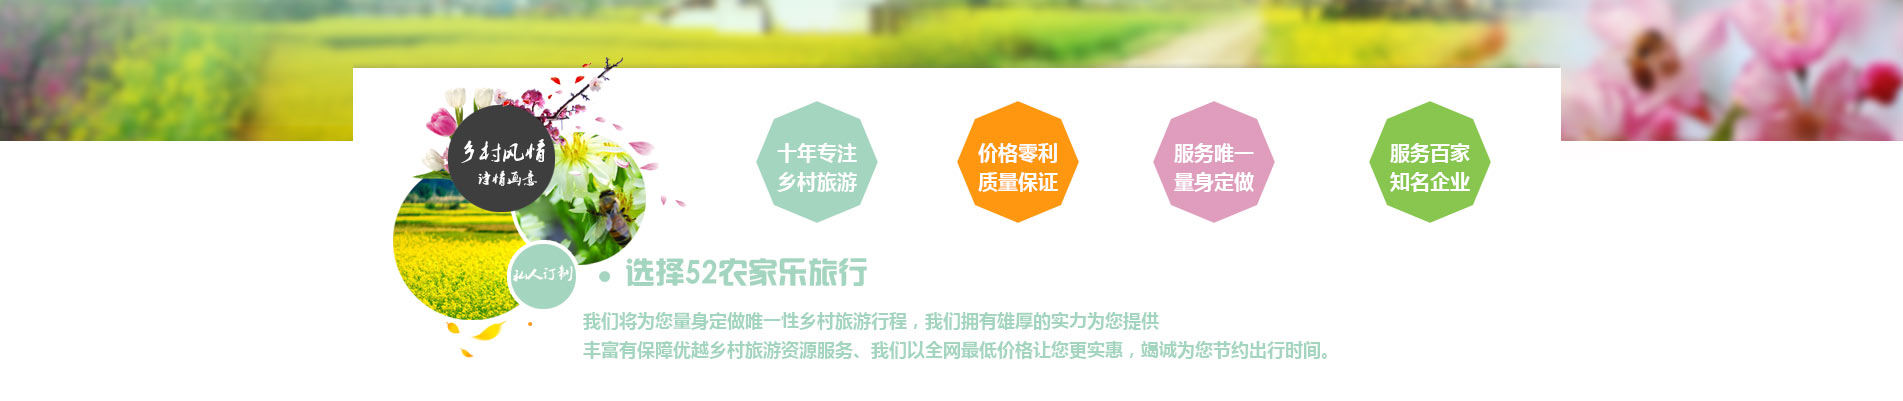 乡村风情
诗情画意
私人订制
十年专注
乡村旅游
价格零利
质量保证
服务唯一
量身定做
服务百家
知名企业
选择52农家乐旅行
我们将为您量身定做唯一性乡村旅游行程，我们拥有雄厚的实力为您提供
丰富有保障优越乡村旅游资源服务、我们以全网最低价格让您更实惠，竭诚为您节约出行时间。